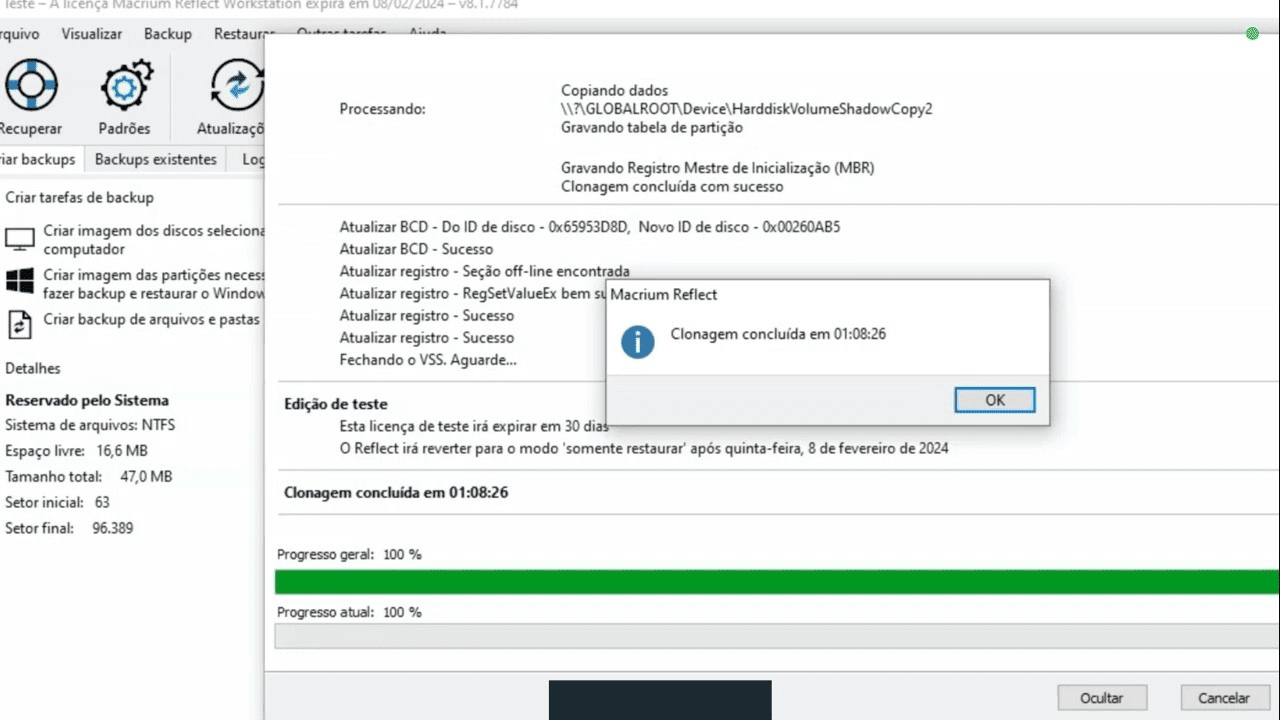 Teste – A licença Macrium Reflect Workstation expira em 08/02/2024 – v8.1.7784
rquivo Visualizar Backup Restaurar Outras tarefas Ajuda
Recuperar Padrões Atualizaçõ
riar backups Backups existentes Log
Criar tarefas de backup
Criar imagem dos discos seleciona
computador
Criar imagem das partições necess
fazer backup e restaurar o Window
Criar backup de arquivos e pastas
Detalhes
Reservado pelo Sistema
Sistema de arquivos: NTFS
Espaço livre: 16,6 MB
Tamanho total: 47,0 MB
Setor inicial: 63
Setor final: 96.389
Processando:
Copiando dados
\\?\GLOBALROOT\Device\HarddiskVolumeShadowCopy2
Gravando tabela de partição
Gravando Registro Mestre de Inicialização (MBR)
Clonagem concluída com sucesso
Atualizar BCD - Do ID de disco - 0x65953D8D, Novo ID de disco - 0x00260AB5
Atualizar BCD - Sucesso
Atualizar registro - Seção off-line encontrada
Atualizar registro - RegSetValueEx bem su
Atualizar registro - Sucesso
Atualizar registro - Sucesso
Fechando o VSS. Aguarde...
Macrium Reflect
Clonagem concluída em 01:08:26
OK
Edição de teste
Esta licença de teste irá expirar em 30 dias
O Reflect irá reverter para o modo 'somente restaurar' após quinta-feira, 8 de fevereiro de 2024
Clonagem concluída em 01:08:26
Progresso geral: 100 %
Progresso atual: 100 %
Ocultar Cancelar